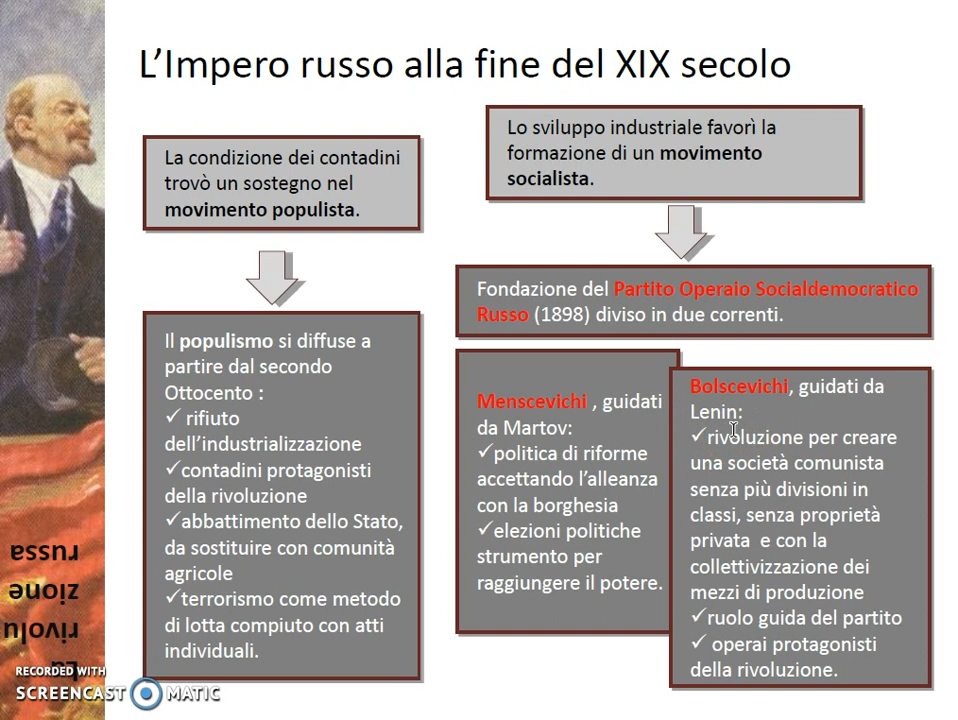 L’Impero russo alla fine del XIX secolo
La condizione dei contadini
trovò un sostegno nel
movimento populista.
Il populismo si diffuse a
partire dal secondo
Ottocento :
✓ rifiuto
dell’industrializzazione
✓contadini protagonisti
della rivoluzione
✓abbattimento dello Stato,
da sostituire con comunità
agricole
✓terrorismo come metodo
di lotta compiuto con atti
individuali.
Lo sviluppo industriale favorì la
formazione di un movimento
socialista.
Fondazione del Partito Operaio Socialdemocratico
Russo (1898) diviso in due correnti.
Menscevichi , guidati
da Martov:
✓politica di riforme
accettando l’alleanza
con la borghesia
✓elezioni politiche
strumento per
raggiungere il potere.
Bolscevichi, guidati da
Lenin:
✓rivoluzione per creare
una società comunista
senza più divisioni in
classi, senza proprietà
privata e con la
collettivizzazione dei
mezzi di produzione
✓ruolo guida del partito
✓ operai protagonisti
della rivoluzione.
La
rivolu
zione
russa
RECORDED WITH
SCREENCAST MATIC